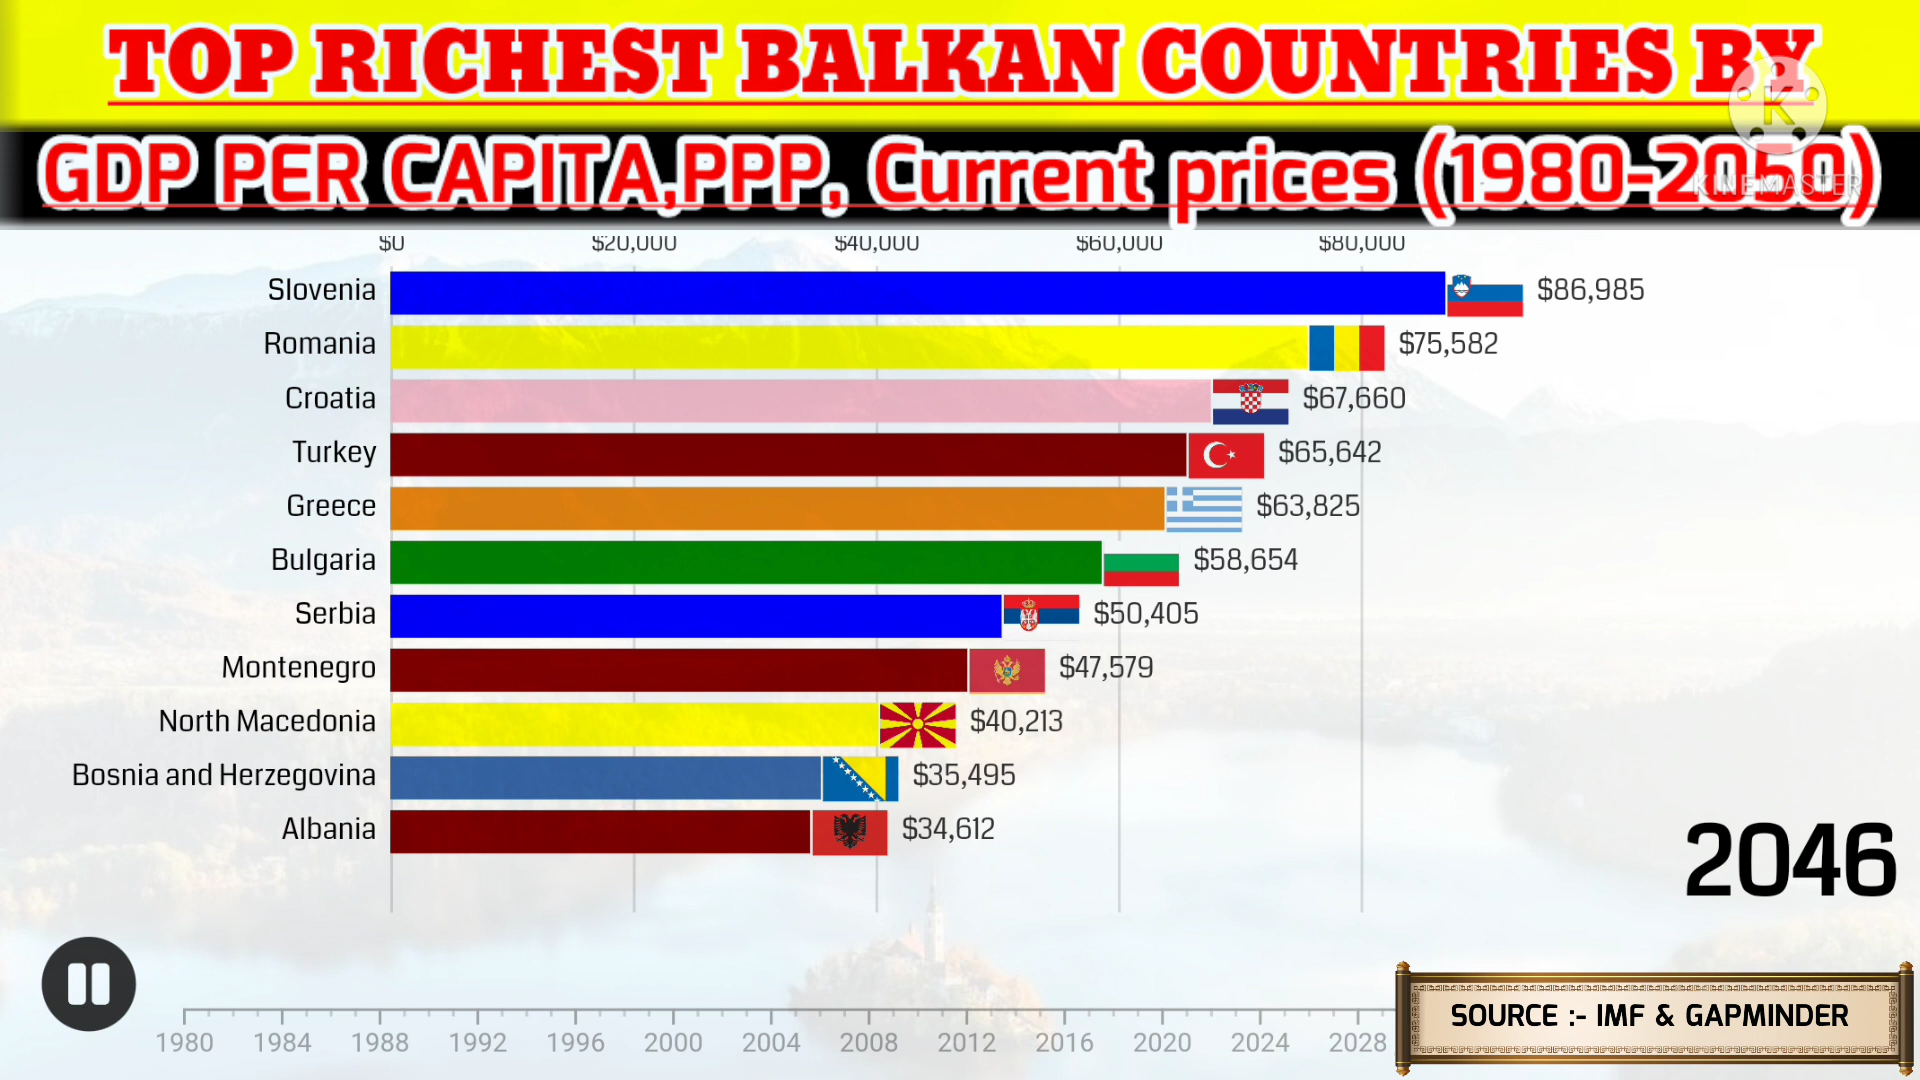 TOP RICHEST BALKAN COUNTRIES BY
GDP PER CAPITA,PPP, Current prices (1980-2050)
K
KINEMASTER
$0 $20,000 $40,000 $60,000 $80,000
Slovenia $86,985
Romania $75,582
Croatia $67,660
Turkey $65,642
Greece $63,825
Bulgaria $58,654
Serbia $50,405
Montenegro $47,579
North Macedonia $40,213
Bosnia and Herzegovina $35,495
Albania $34,612
2046
1980 1984 1988 1992 1996 2000 2004 2008 2012 2016 2020 2024 2028
SOURCE :- IMF & GAPMINDER